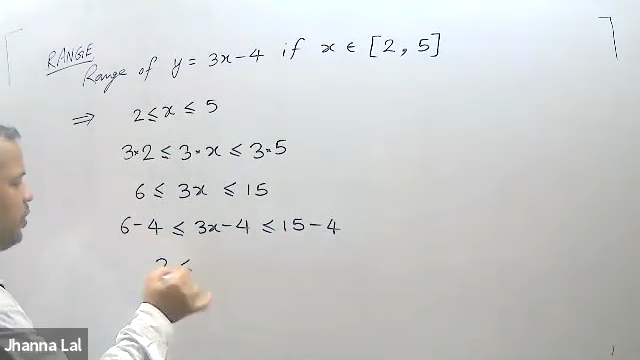 RANGE
Range of y = 3x-4 if x ∈ [2, 5]
⇒ 2 ≤ x ≤ 5
3*2 ≤ 3*x ≤ 3*5
6 ≤ 3x ≤ 15
6-4 ≤ 3x-4 ≤ 15-4
2 ≤
Jhanna Lal